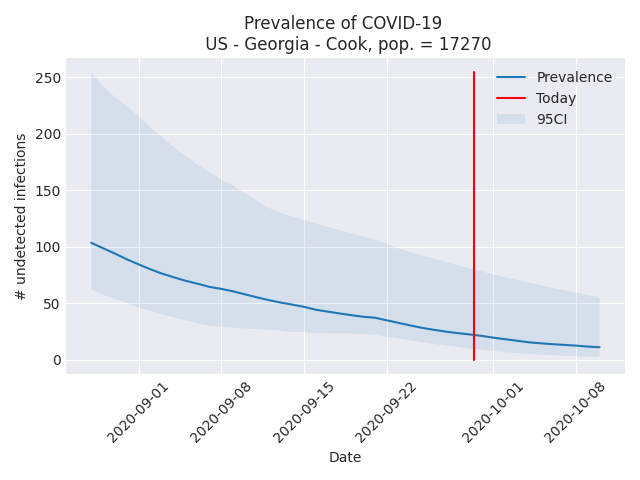 Prevalence of COVID-19
US - Georgia - Cook, pop. = 17270
Prevalence
Today
95CI
# undetected infections
250
200
150
100
50
0
2020-09-01
2020-09-08
2020-09-15
2020-09-22
2020-10-01
2020-10-08
Date